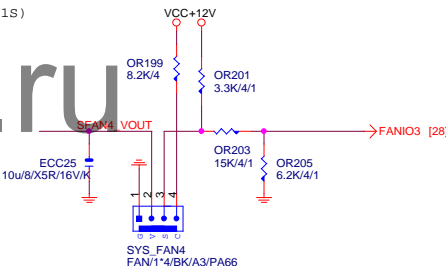 1S)
VCC +12V
OR199
8.2K/4
OR201
3.3K/4/1
.ru
SFAN4_VOUT
FANIO3 [28]
ECC25
10u/8/X5R/16V/K
OR203
15K/4/1
OR205
6.2K/4/1
1 2 3 4
G V S C
SYS_FAN4
FAN/1*4/BK/A3/PA66